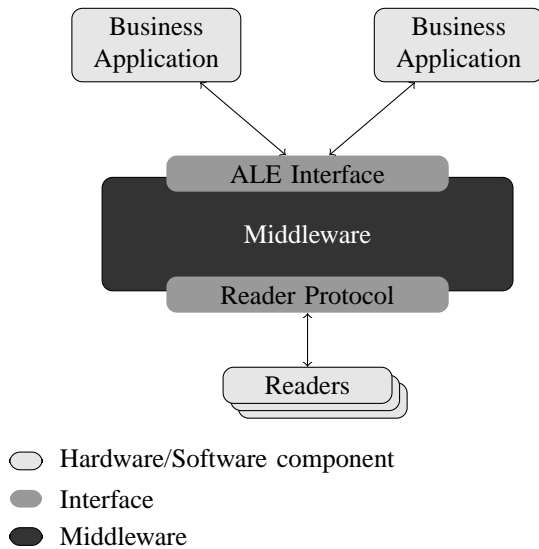 Business
Application
Business
Application
ALE Interface
Middleware
Reader Protocol
Readers
Hardware/Software component
Interface
Middleware